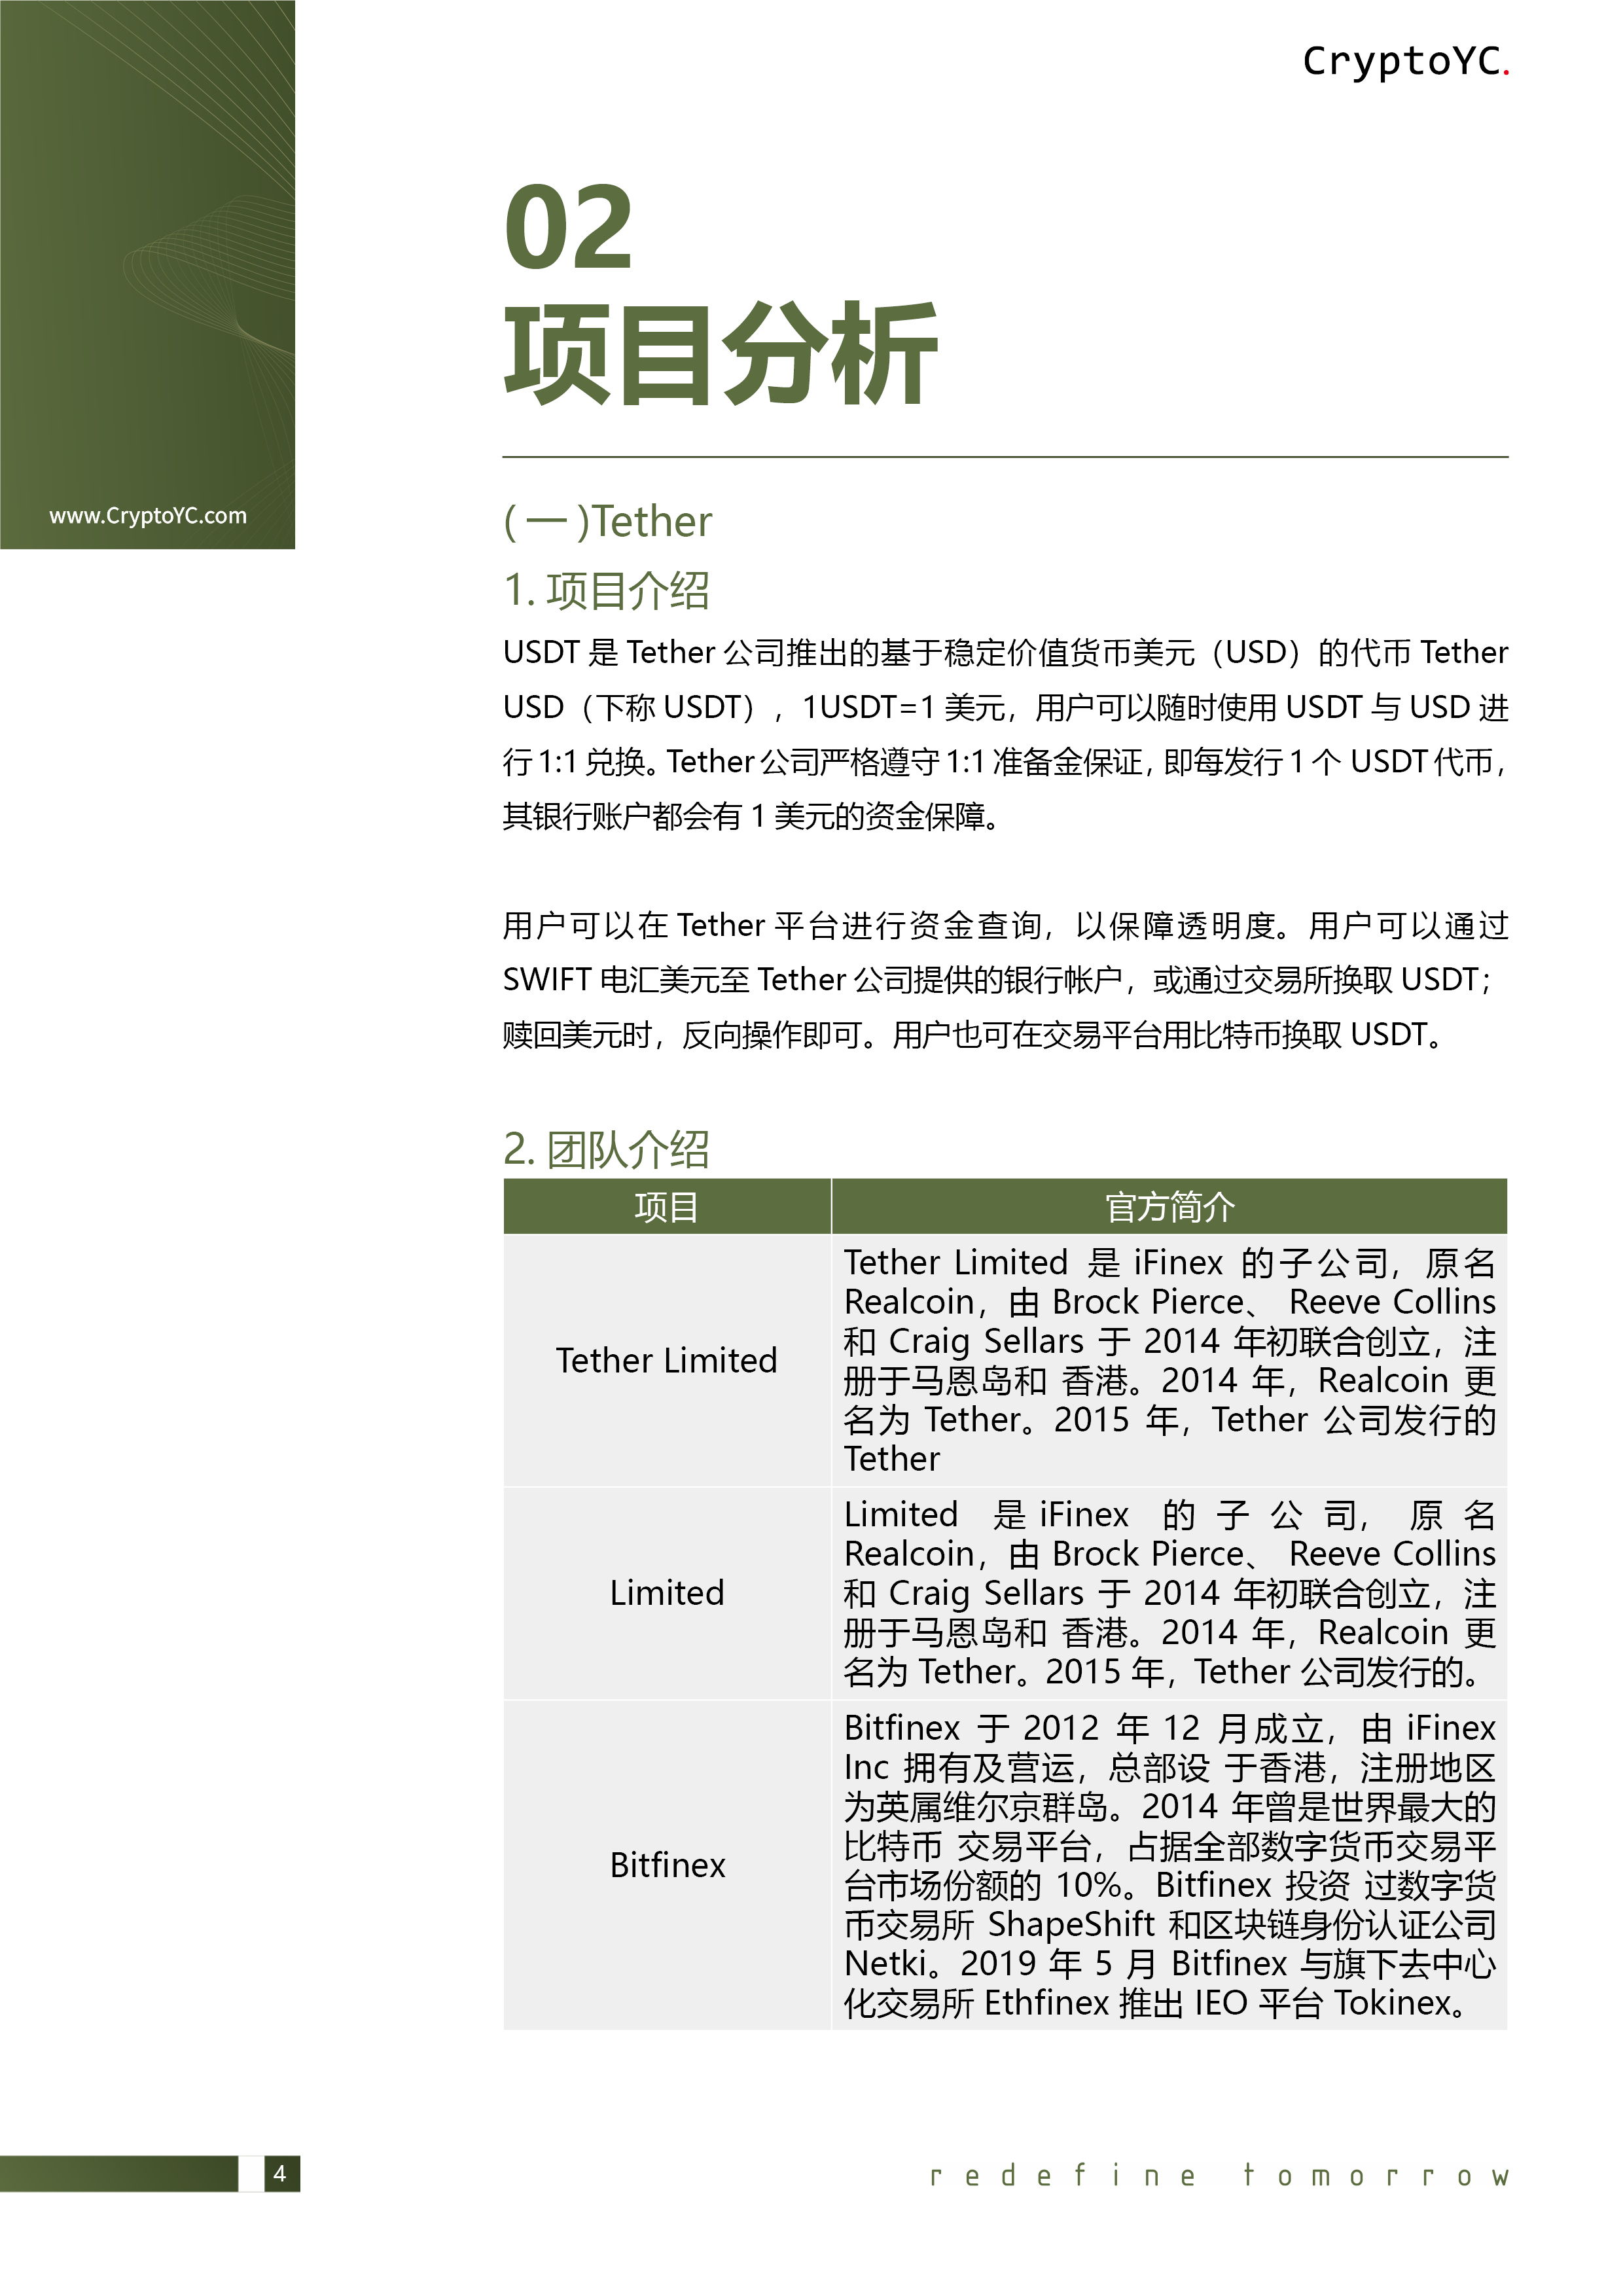 CryptoYC.
www.CryptoYC.com
02
项目分析
(一)Tether
1. 项目介绍
USDT 是 Tether 公司推出的基于稳定价值货币美元（USD）的代币 Tether
USD（下称 USDT），1USDT=1 美元，用户可以随时使用 USDT 与 USD 进
行 1:1 兑换。Tether 公司严格遵守 1:1 准备金保证，即每发行 1 个 USDT 代币，
其银行账户都会有 1 美元的资金保障。
用户可以在 Tether 平台进行资金查询，以保障透明度。用户可以通过
SWIFT 电汇美元至 Tether 公司提供的银行帐户，或通过交易所换取 USDT；
赎回美元时，反向操作即可。用户也可在交易平台用比特币换取 USDT。
2. 团队介绍
项目 官方简介
Tether Limited
Tether Limited 是 iFinex 的子公司，原名
Realcoin，由 Brock Pierce、 Reeve Collins
和 Craig Sellars 于 2014 年初联合创立，注
册于马恩岛和 香港。2014 年，Realcoin 更
名为 Tether。2015 年，Tether 公司发行的
Tether
Limited
Limited 是 iFinex 的子公司，原名
Realcoin，由 Brock Pierce、 Reeve Collins
和 Craig Sellars 于 2014 年初联合创立，注
册于马恩岛和 香港。2014 年，Realcoin 更
名为 Tether。2015 年，Tether 公司发行的。
Bitfinex
Bitfinex 于 2012 年 12 月成立，由 iFinex
Inc 拥有及营运，总部设 于香港，注册地区
为英属维尔京群岛。2014 年曾是世界最大的
比特币 交易平台，占据全部数字货币交易平
台市场份额的 10%。Bitfinex 投资 过数字货
币交易所 ShapeShift 和区块链身份认证公司
Netki。2019 年 5 月 Bitfinex 与旗下去中心
化交易所 Ethfinex 推出 IEO 平台 Tokinex。
4
redefine tomorrow